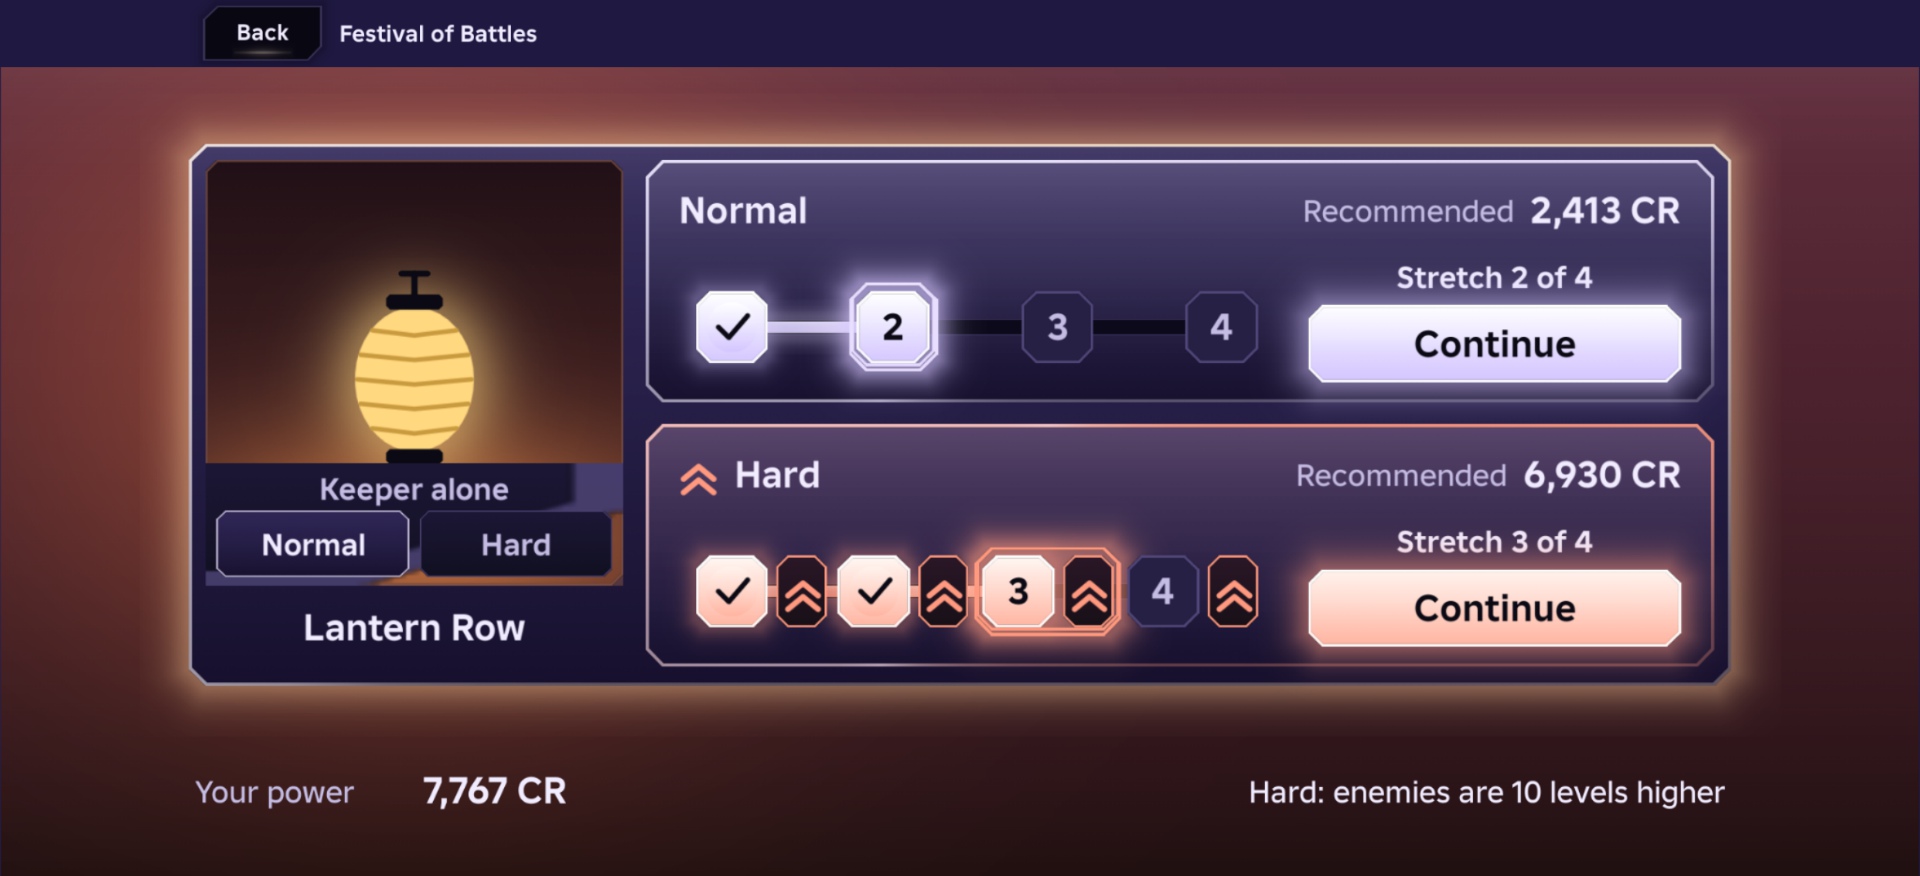 Back
Festival of Battles
Keeper alone
Normal
Hard
Lantern Row
Normal
Recommended 2,413 CR
Stretch 2 of 4
2
3
4
Continue
Hard
Recommended 6,930 CR
Stretch 3 of 4
3
4
Continue
Your power 7,767 CR
Hard: enemies are 10 levels higher